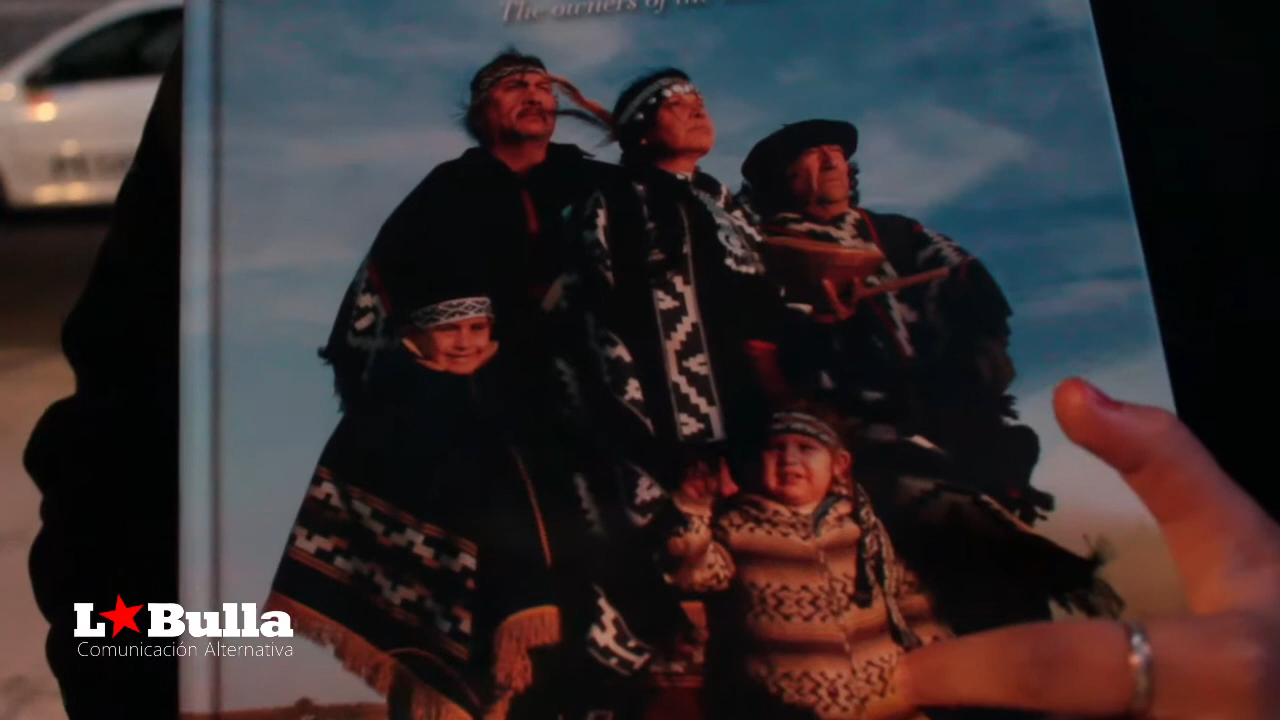 The owners of the
L★Bulla
Comunicación Alternativa